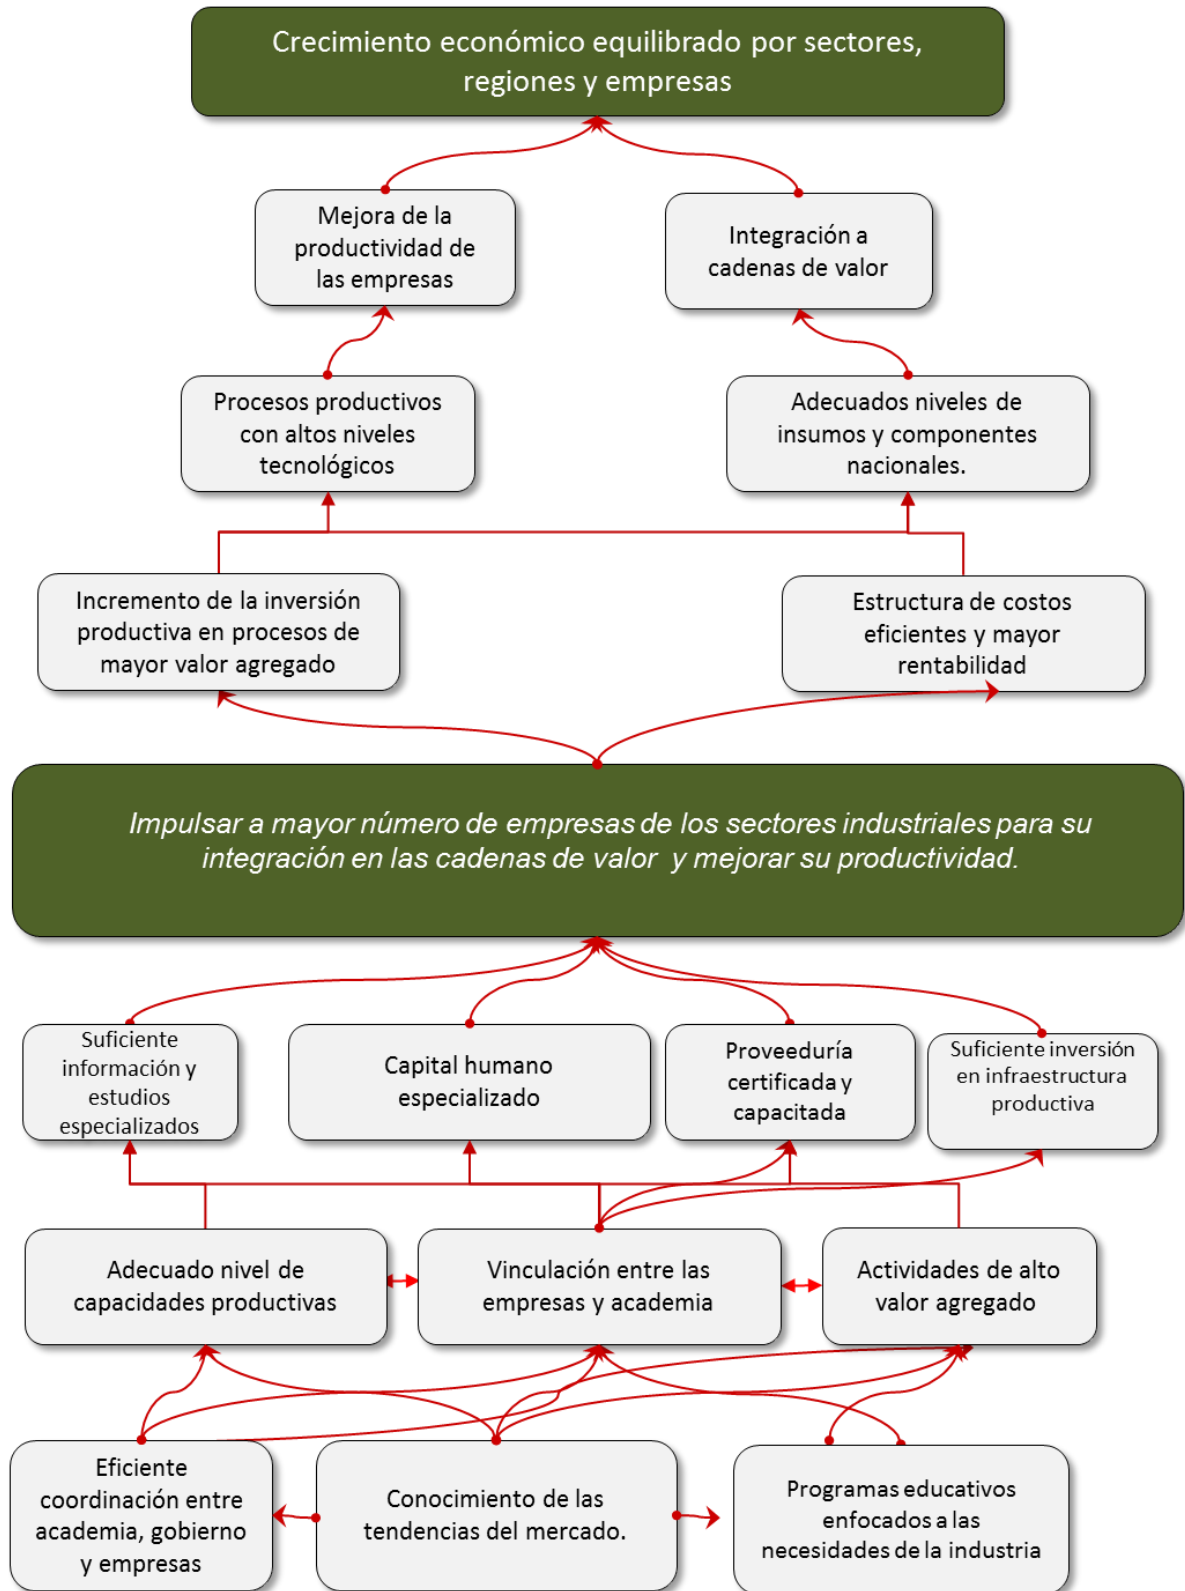 Crecimiento económico equilibrado por sectores,
regiones y empresas
Mejora de la
productividad de
las empresas
Integración a
cadenas de valor
Procesos productivos
con altos niveles
tecnológicos
Adecuados niveles de
insumos y componentes
nacionales.
Incremento de la inversión
productiva en procesos de
mayor valor agregado
Estructura de costos
eficientes y mayor
rentabilidad
Impulsar a mayor número de empresas de los sectores industriales para su
integración en las cadenas de valor y mejorar su productividad.
Suficiente
información y
estudios
especializados
Capital humano
especializado
Proveeduría
certificada y
capacitada
Suficiente inversión
en infraestructura
productiva
Adecuado nivel de
capacidades productivas
Vinculación entre las
empresas y academia
Actividades de alto
valor agregado
Eficiente
coordinación entre
academia, gobierno
y empresas
Conocimiento de las
tendencias del mercado.
Programas educativos
enfocados a las
necesidades de la industria